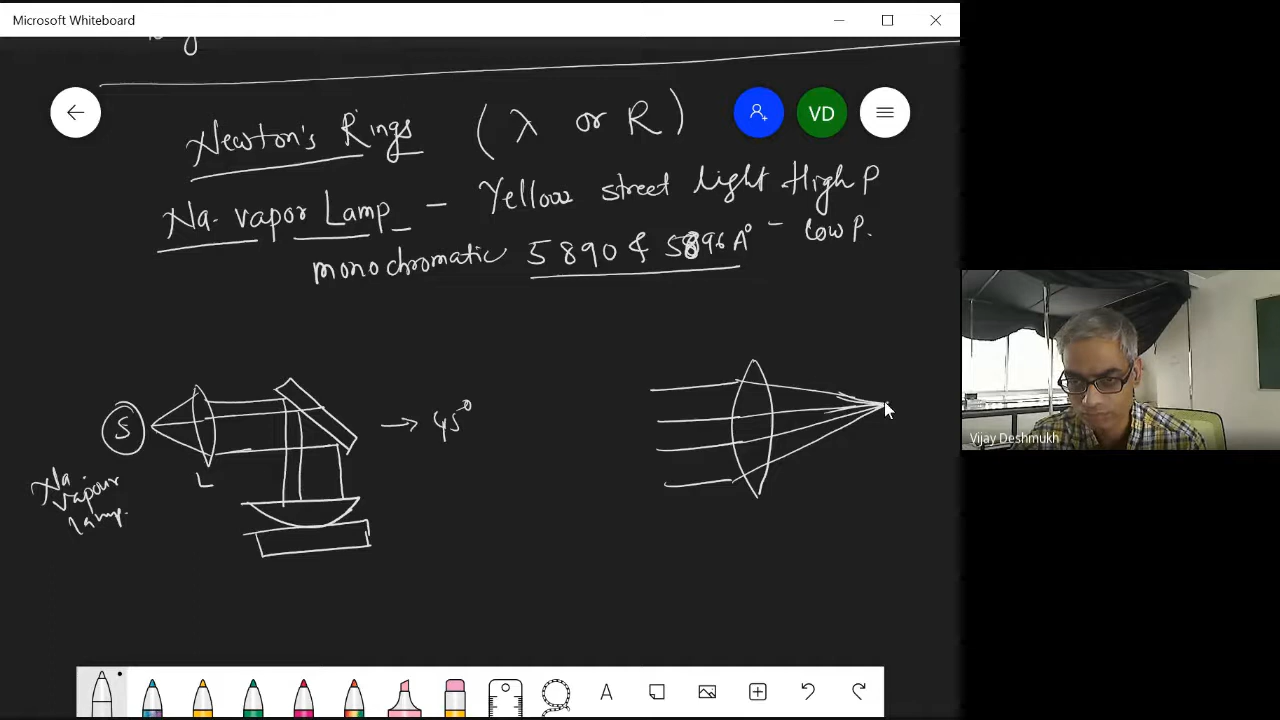 Microsoft Whiteboard
VD
Newton's Rings ( λ or R )
Na-vapor Lamp - Yellow street light High P
monochromatic 5890 & 5896 A° - Low P.
S
→ 45°
L
Na
vapour
lamp.
Vijay Deshmukh
A